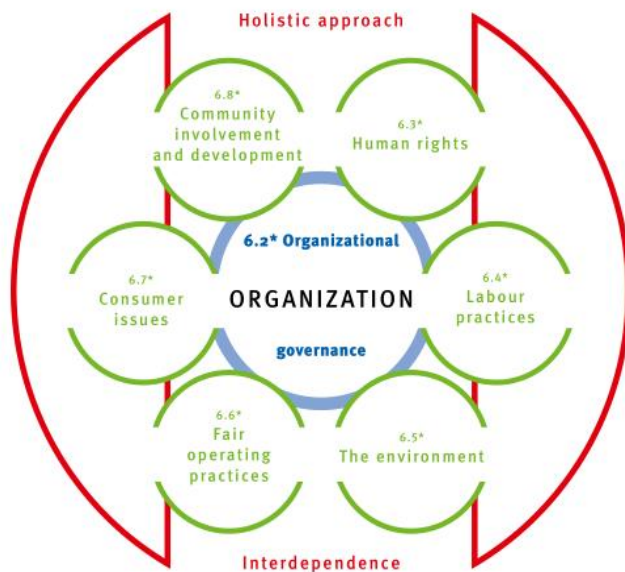 Holistic approach
6.8*
Community
involvement
and development
6.3*
Human rights
6.2* Organizational
6.7*
Consumer
issues
ORGANIZATION
6.4*
Labour
practices
governance
6.6*
Fair
operating
practices
6.5*
The environment
Interdependence